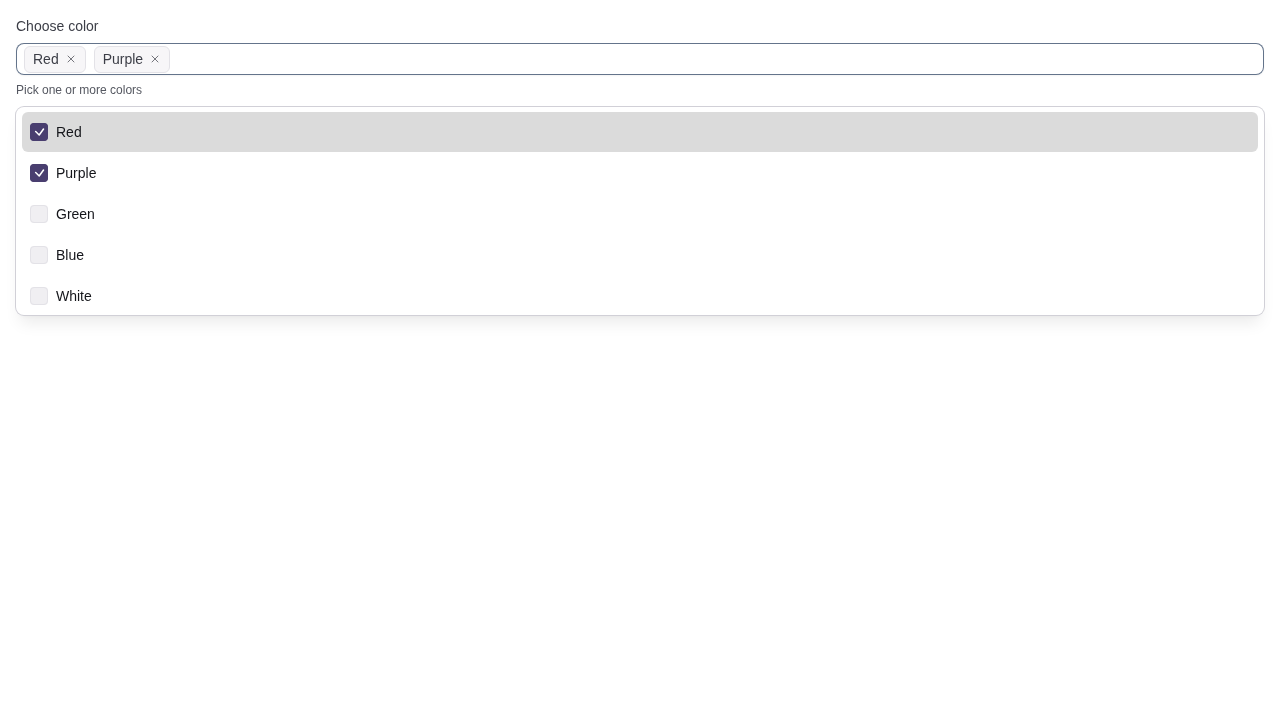 Choose color
Red Purple
Pick one or more colors
Red
Purple
Green
Blue
White